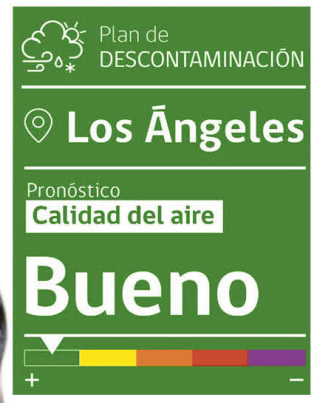 Plan de
DESCONTAMINACIÓN
Los Ángeles
Pronóstico
Calidad del aire
Bueno
+ −